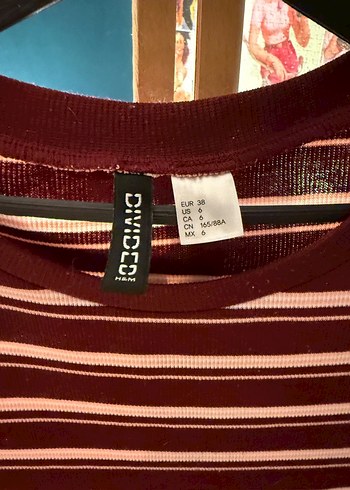 DIVIDED
H&M
EUR 38
US 6
CA 6
CN 165/88A
MX 6